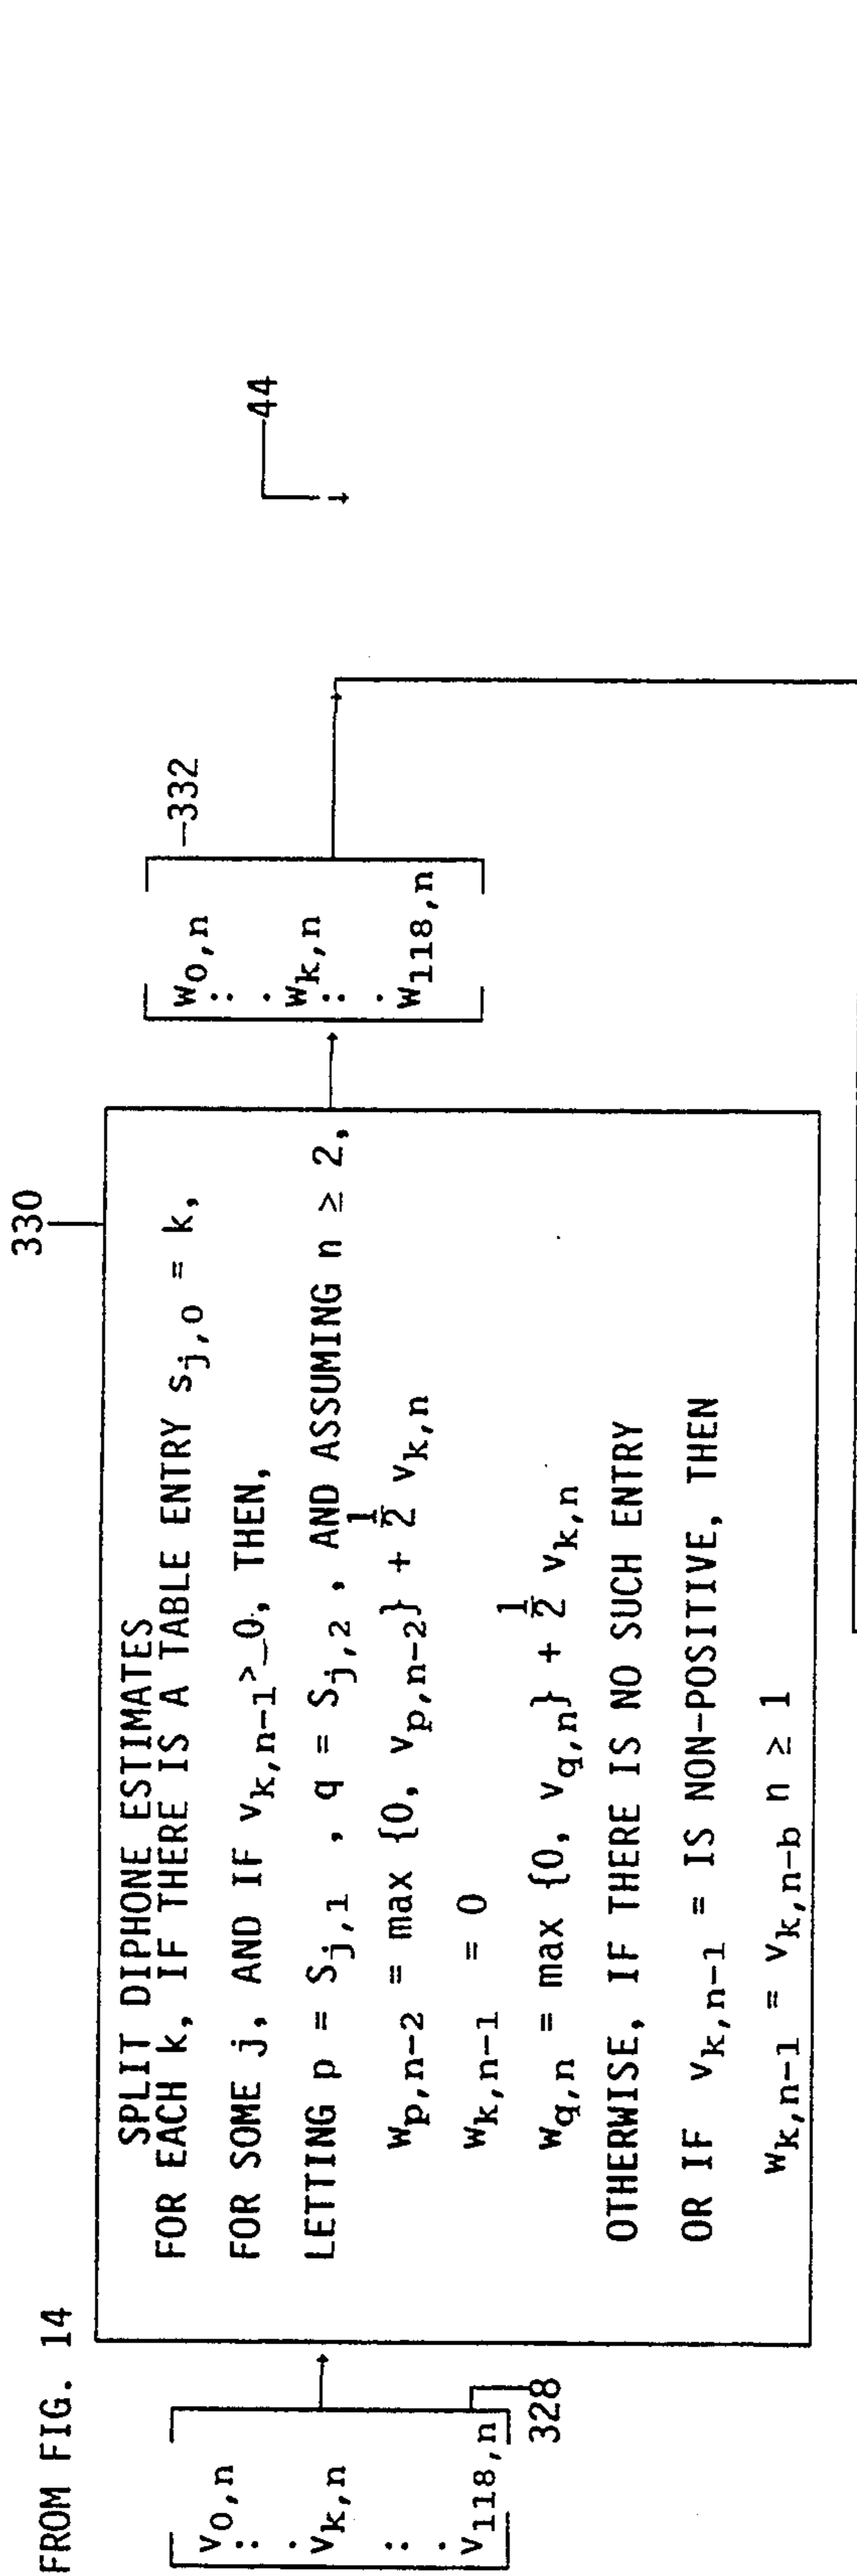 FROM FIG. 14
v0,n
:
.
vk,n
:
.
v118,n
328
330
SPLIT DIPHONE ESTIMATES
FOR EACH k, IF THERE IS A TABLE ENTRY sj,0 = k,
FOR SOME j, AND IF vk,n-1 > 0, THEN,
LETTING p = Sj,1 , q = Sj,2 , AND ASSUMING n ≥ 2,
wp,n-2 = max {0, vp,n-2} + 1/2 vk,n
wk,n-1 = 0
wq,n = max {0, vq,n} + 1/2 vk,n
OTHERWISE, IF THERE IS NO SUCH ENTRY
OR IF vk,n-1 = IS NON-POSITIVE, THEN
wk,n-1 = vk,n-b n ≥ 1
w0,n
:
.
wk,n
:
.
w118,n
332
44